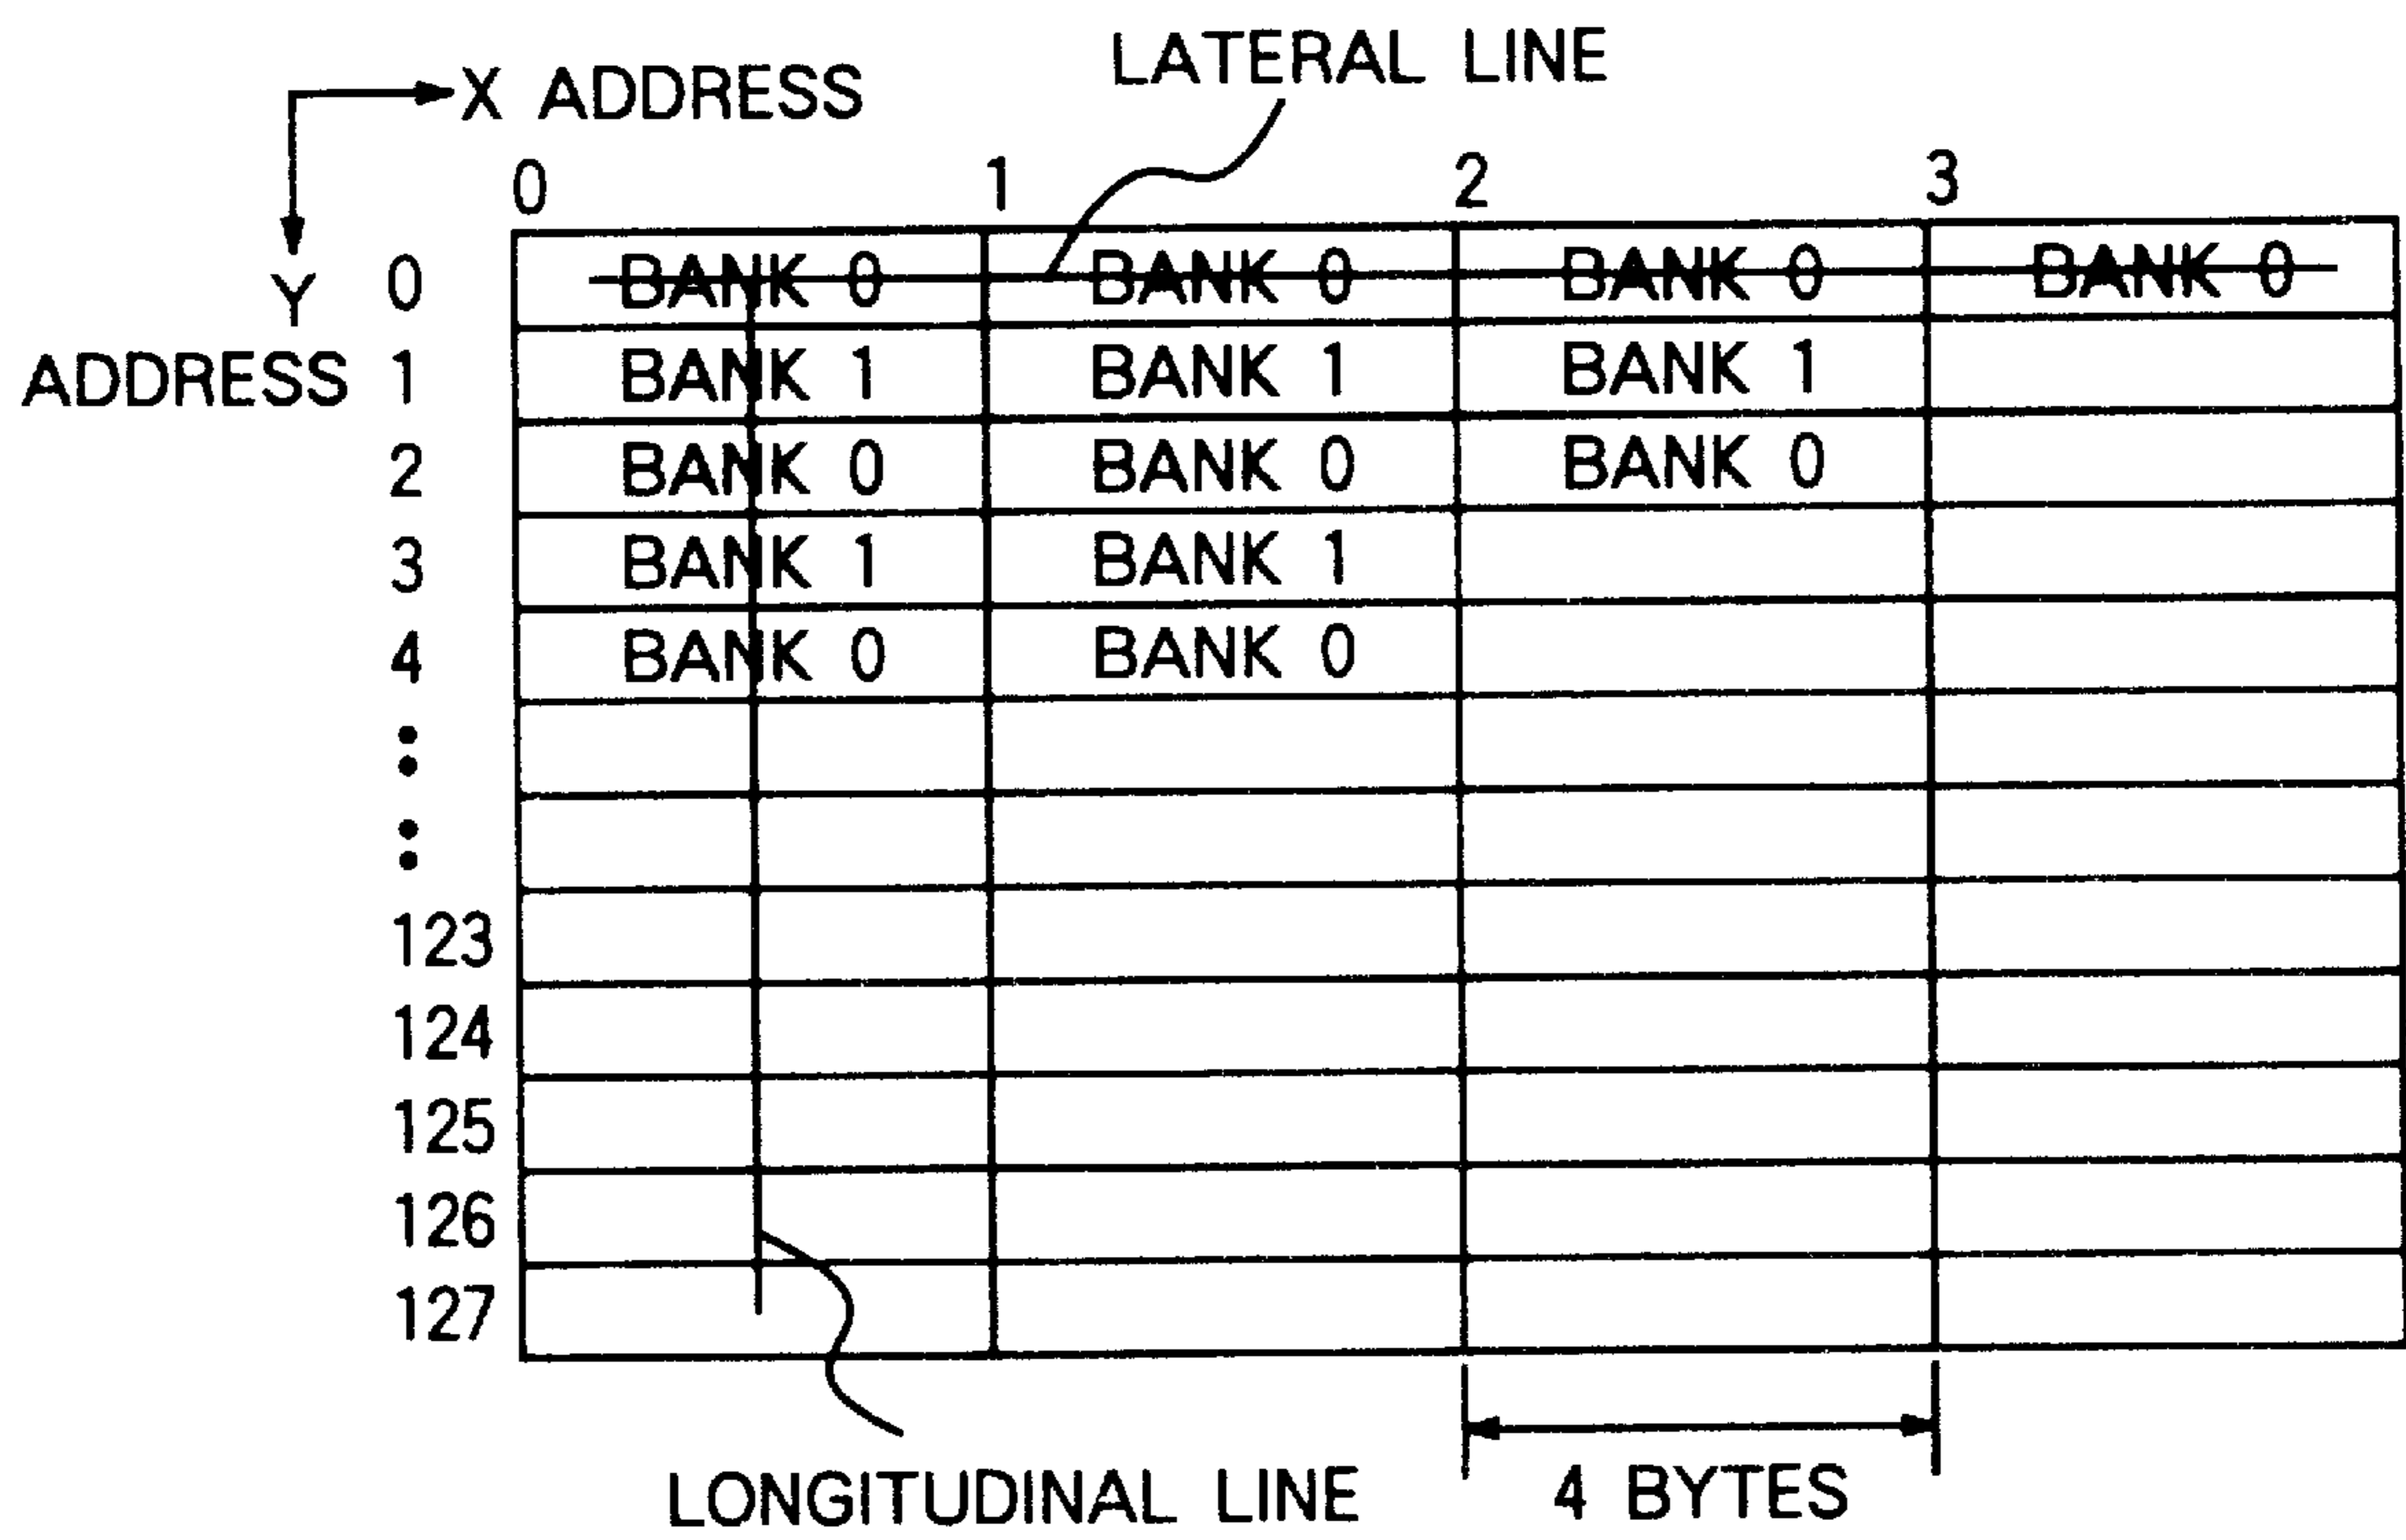 LATERAL LINE
X ADDRESS
0 1 2 3
Y ADDRESS
0 BANK 0 BANK 0 BANK 0 BANK 0
1 BANK 1 BANK 1 BANK 1
2 BANK 0 BANK 0 BANK 0
3 BANK 1 BANK 1
4 BANK 0 BANK 0
123
124
125
126
127
LONGITUDINAL LINE
4 BYTES